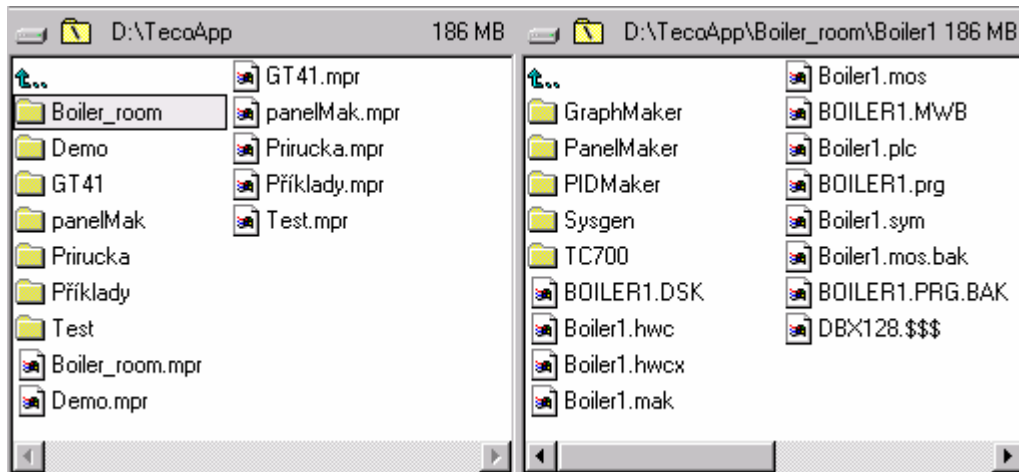 D:\TecoApp 186 MB
..
Boiler_room
Demo
GT41
panelMak
Prirucka
Příklady
Test
Boiler_room.mpr
Demo.mpr
GT41.mpr
panelMak.mpr
Prirucka.mpr
Příklady.mpr
Test.mpr
D:\TecoApp\Boiler_room\Boiler1 186 MB
..
GraphMaker
PanelMaker
PIDMaker
Sysgen
TC700
BOILER1.DSK
Boiler1.hwc
Boiler1.hwcx
Boiler1.mak
Boiler1.mos
BOILER1.MWB
Boiler1.plc
BOILER1.prg
Boiler1.sym
Boiler1.mos.bak
BOILER1.PRG.BAK
DBX128.$$$